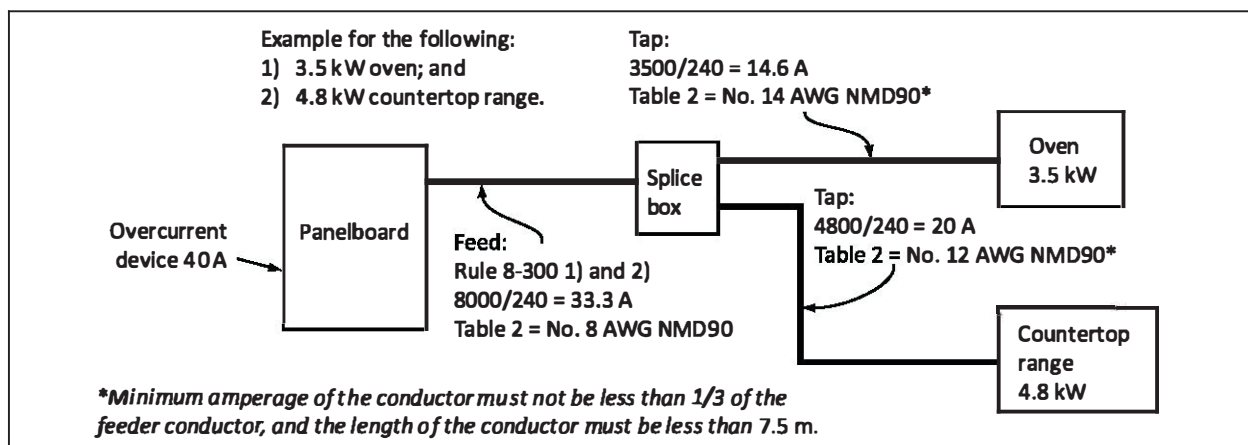 Example for the following:
1) 3.5 kW oven; and
2) 4.8 kW countertop range.
Tap:
3500/240 = 14.6 A
Table 2 = No. 14 AWG NMD90*
Overcurrent
device 40 A
Panelboard
Feed:
Rule 8-300 1) and 2)
8000/240 = 33.3 A
Table 2 = No. 8 AWG NMD90
Splice
box
Oven
3.5 kW
Tap:
4800/240 = 20 A
Table 2 = No. 12 AWG NMD90*
Countertop
range
4.8 kW
*Minimum amperage of the conductor must not be less than 1/3 of the
feeder conductor, and the length of the conductor must be less than 7.5 m.